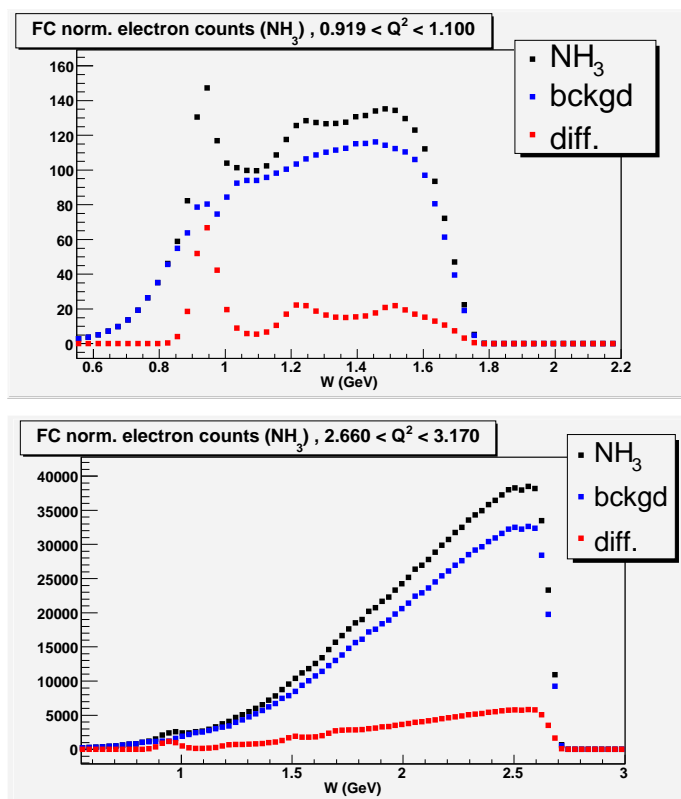 FC norm. electron counts (NH3) , 0.919 < Q2 < 1.100
NH3
bckgd
diff.
160
140
120
100
80
60
40
20
0
0.6 0.8 1 1.2 1.4 1.6 1.8 2 2.2
W (GeV)
FC norm. electron counts (NH3) , 2.660 < Q2 < 3.170
NH3
bckgd
diff.
40000
35000
30000
25000
20000
15000
10000
5000
0
1 1.5 2 2.5 3
W (GeV)